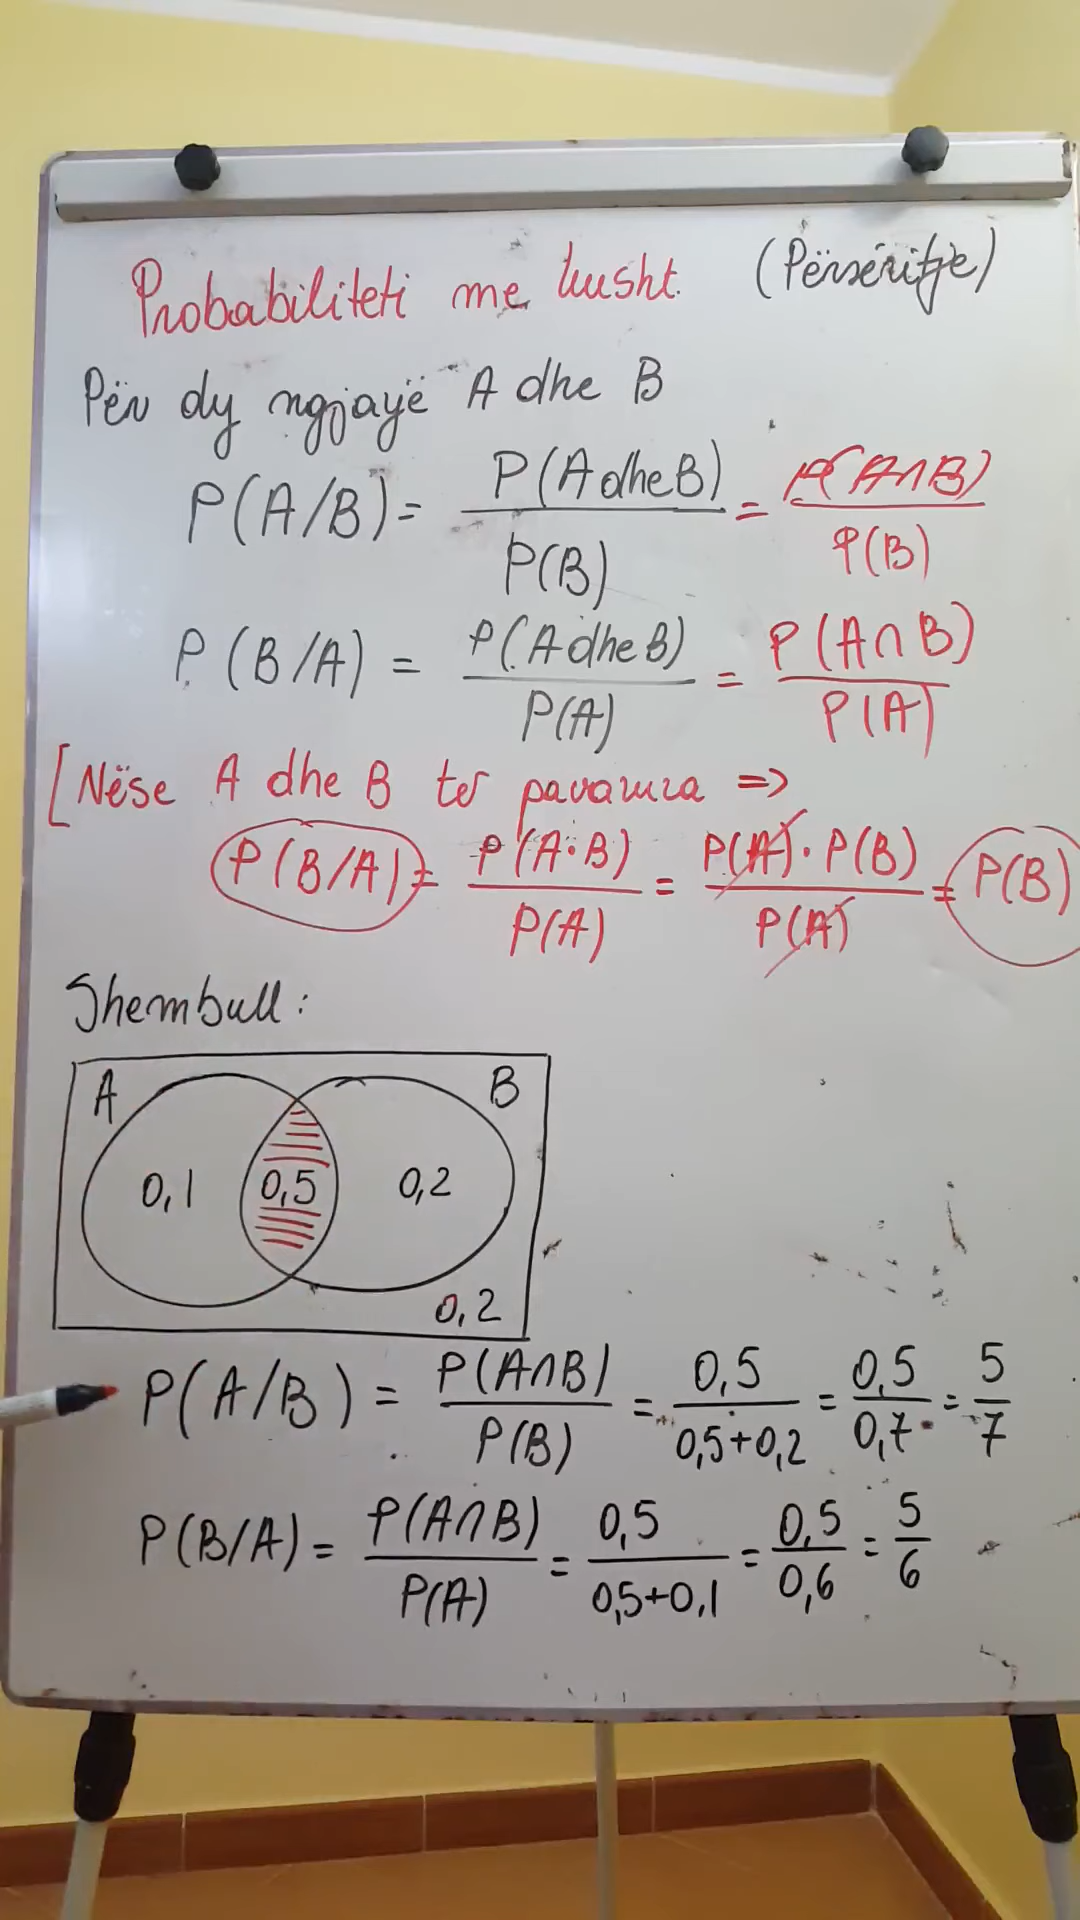 Probabiliteti me kusht. (Përsëritje)
Për dy ngjarje A dhe B
P(A/B) = P(A dhe B) / P(B) = P(A∩B) / P(B)
P(B/A) = P(A dhe B) / P(A) = P(A∩B) / P(A)
[Nëse A dhe B të pavarura =>
P(B/A) = P(A·B) / P(A) = P(A)·P(B) / P(A) = P(B)
Shembull:
A B
0,1 0,5 0,2
0,2
P(A/B) = P(A∩B) / P(B) = 0,5 / 0,5+0,2 = 0,5 / 0,7 = 5/7
P(B/A) = P(A∩B) / P(A) = 0,5 / 0,5+0,1 = 0,5 / 0,6 = 5/6